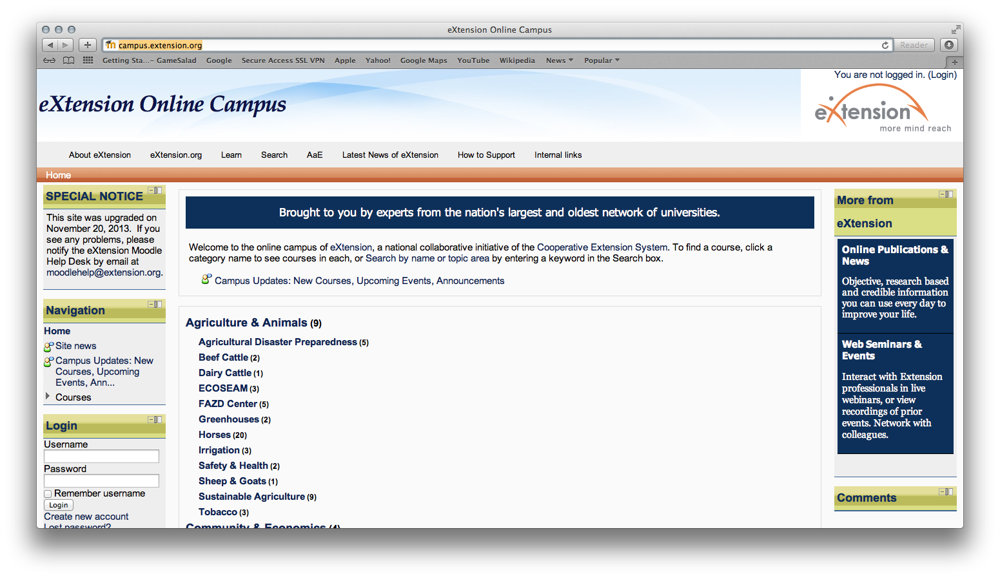 eXtension Online Campus
campus.extension.org
Reader
Getting Sta...– GameSalad Google Secure Access SSL VPN Apple Yahoo! Google Maps YouTube Wikipedia News Popular
You are not logged in. (Login)
eXtension Online Campus
eXtension
more mind reach
About eXtension eXtension.org Learn Search AaE Latest News of eXtension How to Support Internal links
Home
SPECIAL NOTICE
This site was upgraded on
November 20, 2013. If you
see any problems, please
notify the eXtension Moodle
Help Desk by email at
moodlehelp@extension.org.
Navigation
Home
Site news
Campus Updates: New
Courses, Upcoming
Events, Ann...
Courses
Login
Username
Password
Remember username
Login
Create new account
Lost password?
Brought to you by experts from the nation's largest and oldest network of universities.
Welcome to the online campus of eXtension, a national collaborative initiative of the Cooperative Extension System. To find a course, click a
category name to see courses in each, or Search by name or topic area by entering a keyword in the Search box.
Campus Updates: New Courses, Upcoming Events, Announcements
Agriculture & Animals (9)
Agricultural Disaster Preparedness (5)
Beef Cattle (2)
Dairy Cattle (1)
ECOSEAM (3)
FAZD Center (5)
Greenhouses (2)
Horses (20)
Irrigation (3)
Safety & Health (2)
Sheep & Goats (1)
Sustainable Agriculture (9)
Tobacco (3)
Community & Economics (4)
More from
eXtension
Online Publications &
News
Objective, research based
and credible information
you can use every day to
improve your life.
Web Seminars &
Events
Interact with Extension
professionals in live
webinars, or view
recordings of prior
events. Network with
colleagues.
Comments